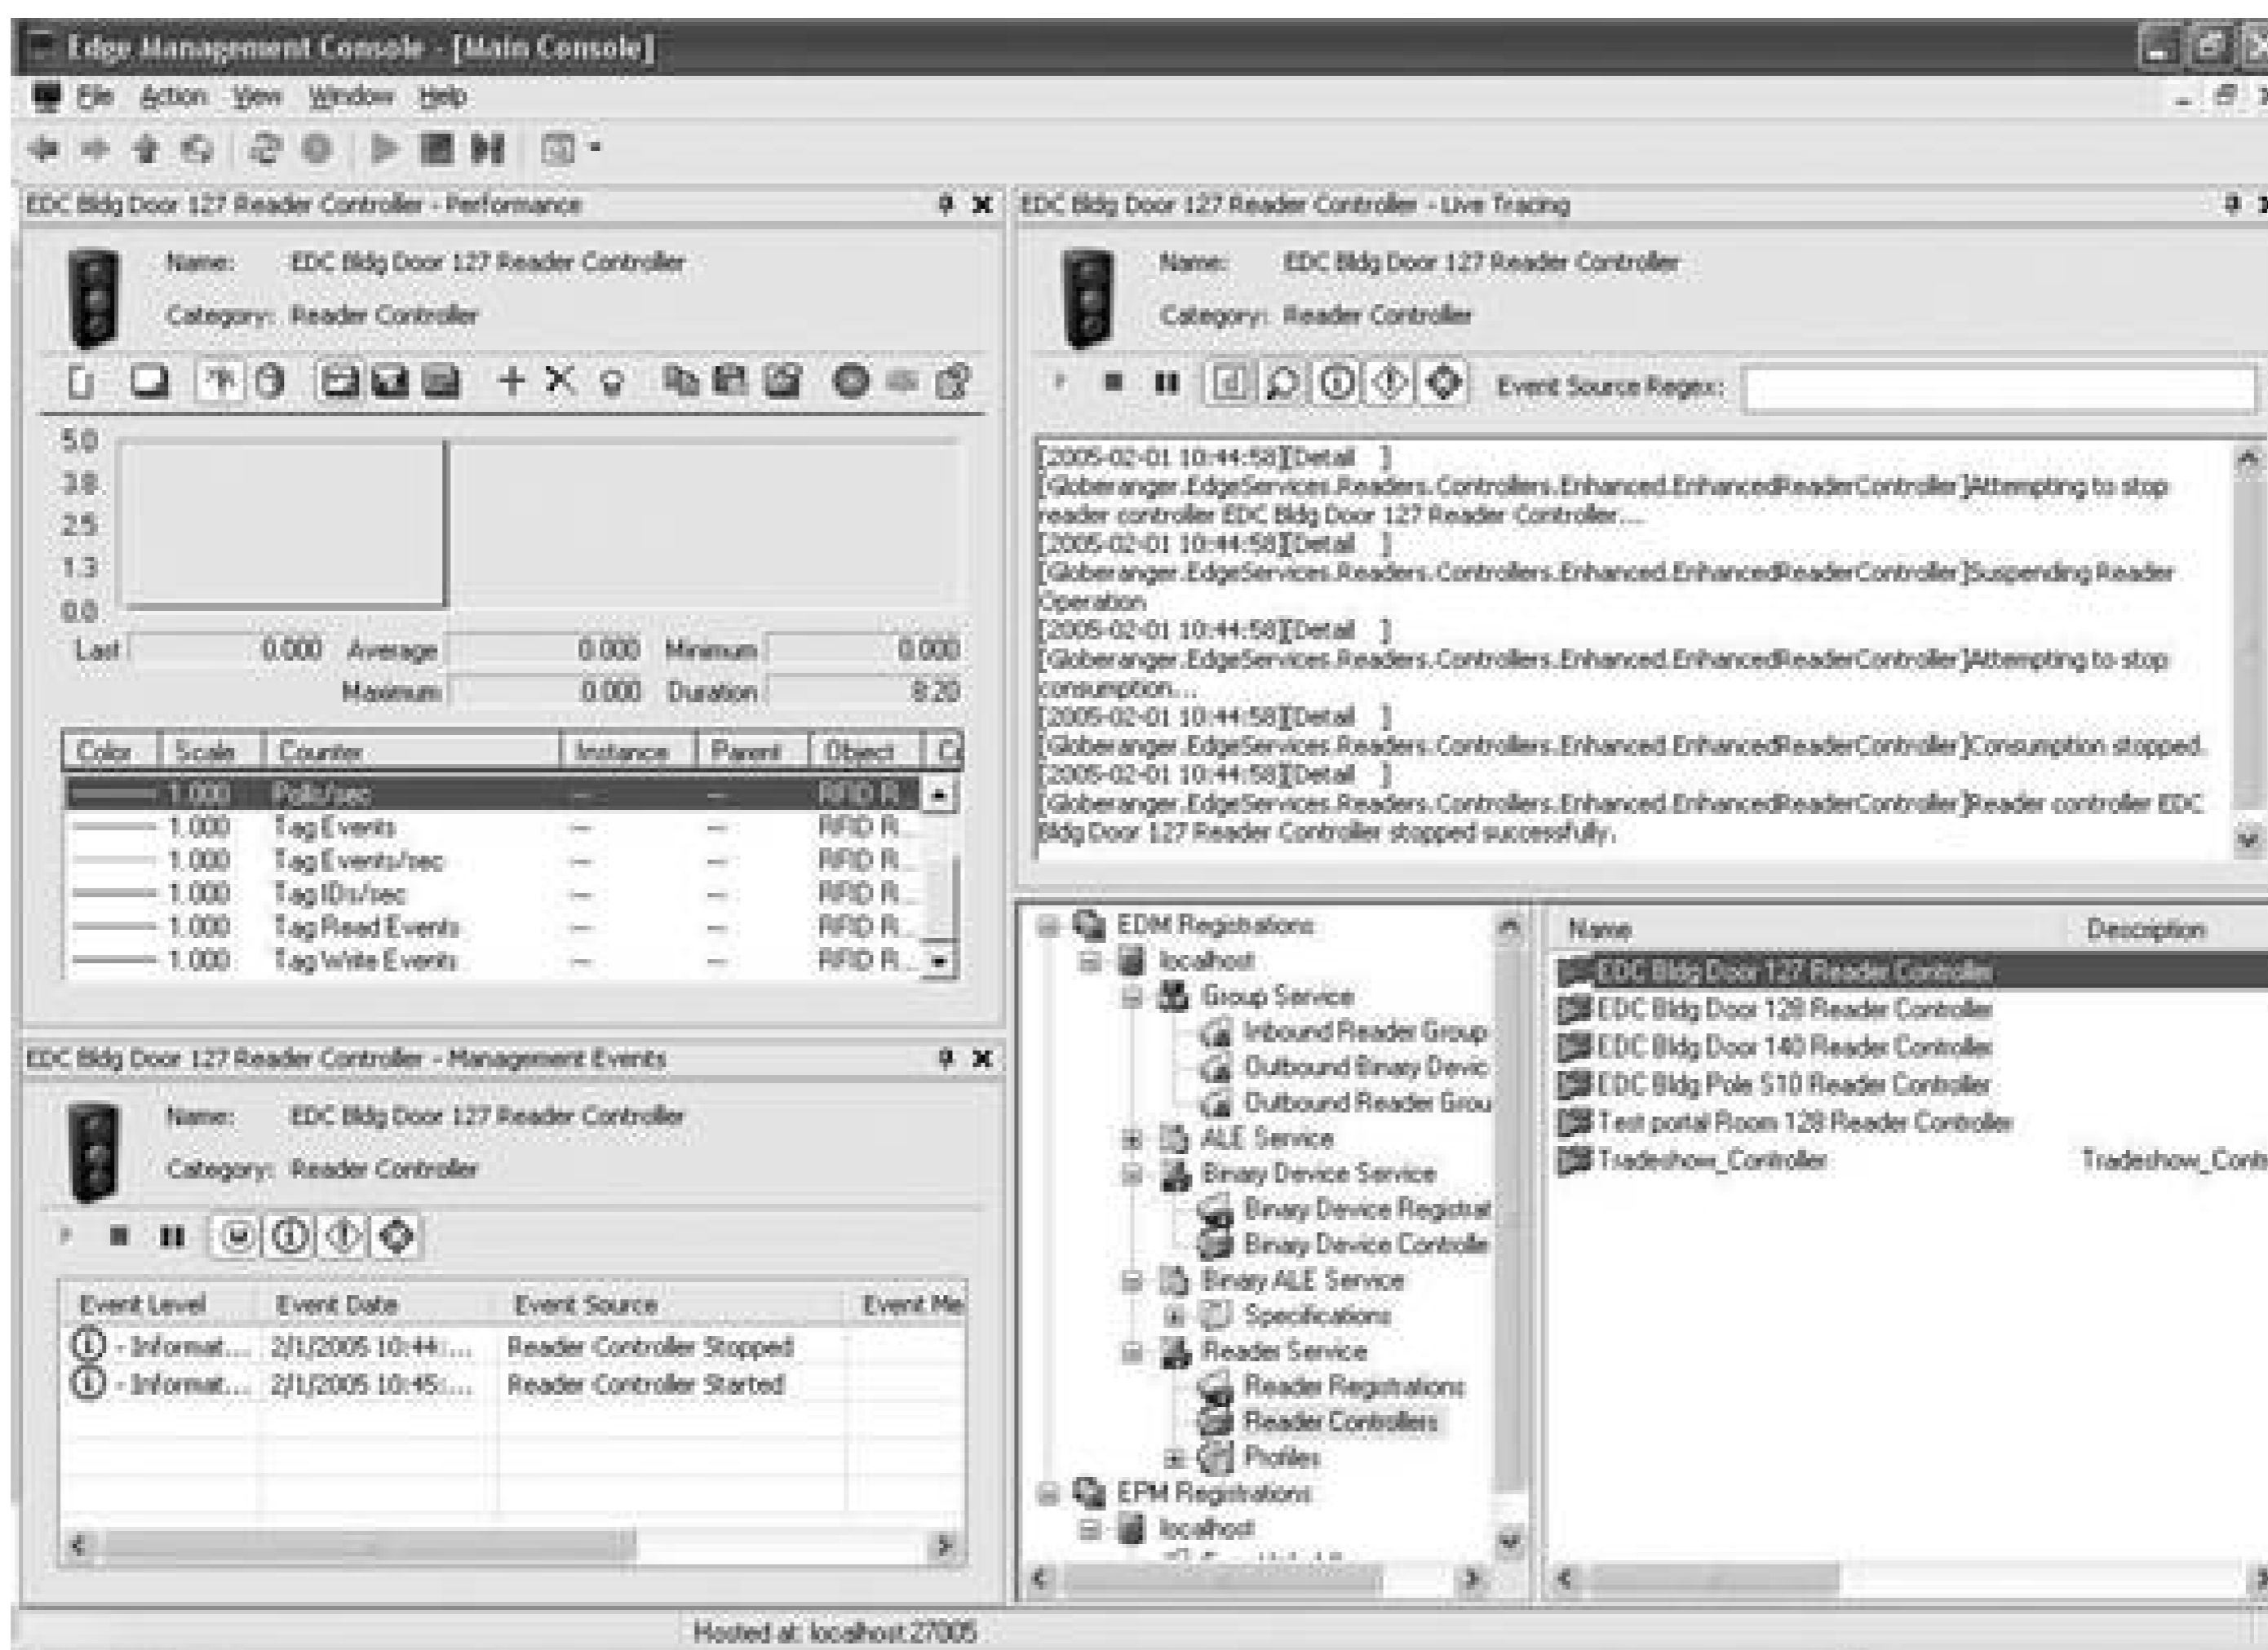 Edge Management Console - [Main Console]
File Action View Window Help
EDC Bldg Door 127 Reader Controller - Performance
Name: EDC Bldg Door 127 Reader Controller
Category: Reader Controller
5.0
3.8
2.5
1.3
0.0
Last 0.000 Average 0.000 Minimum 0.000
Maximum 0.000 Duration 8:20
Color Scale Counter Instance Parent Object
1.000 Polls/sec --- --- RFID R...
1.000 Tag Events --- --- RFID R...
1.000 Tag Events/sec --- --- RFID R...
1.000 Tag IDs/sec --- --- RFID R...
1.000 Tag Read Events --- --- RFID R...
1.000 Tag Write Events --- --- RFID R...
EDC Bldg Door 127 Reader Controller - Management Events
Name: EDC Bldg Door 127 Reader Controller
Category: Reader Controller
Event Level Event Date Event Source Event Me
- Informat... 2/1/2005 10:44:... Reader Controller Stopped
- Informat... 2/1/2005 10:45:... Reader Controller Started
EDC Bldg Door 127 Reader Controller - Live Tracing
Name: EDC Bldg Door 127 Reader Controller
Category: Reader Controller
Event Source Regex:
[2005-02-01 10:44:58][Detail ]
[Globeranger.EdgeServices.Readers.Controllers.Enhanced.EnhancedReaderController]Attempting to stop
reader controller EDC Bldg Door 127 Reader Controller...
[2005-02-01 10:44:58][Detail ]
[Globeranger.EdgeServices.Readers.Controllers.Enhanced.EnhancedReaderController]Suspending Reader
Operation
[2005-02-01 10:44:58][Detail ]
[Globeranger.EdgeServices.Readers.Controllers.Enhanced.EnhancedReaderController]Attempting to stop
consumption...
[2005-02-01 10:44:58][Detail ]
[Globeranger.EdgeServices.Readers.Controllers.Enhanced.EnhancedReaderController]Consumption stopped.
[2005-02-01 10:44:58][Detail ]
[Globeranger.EdgeServices.Readers.Controllers.Enhanced.EnhancedReaderController]Reader controller EDC
Bldg Door 127 Reader Controller stopped successfully.
EDM Registrations
localhost
Group Service
Inbound Reader Group
Outbound Binary Devic
Outbound Reader Grou
ALE Service
Binary Device Service
Binary Device Registrat
Binary Device Controlle
Binary ALE Service
Specifications
Reader Service
Reader Registrations
Reader Controllers
Profiles
EPM Registrations
localhost
Name Description
EDC Bldg Door 127 Reader Controller
EDC Bldg Door 128 Reader Controller
EDC Bldg Door 140 Reader Controller
EDC Bldg Pole S10 Reader Controller
Test portal Room 128 Reader Controller
Tradeshow_Controller Tradeshow_Cont
Hosted at: localhost:27005